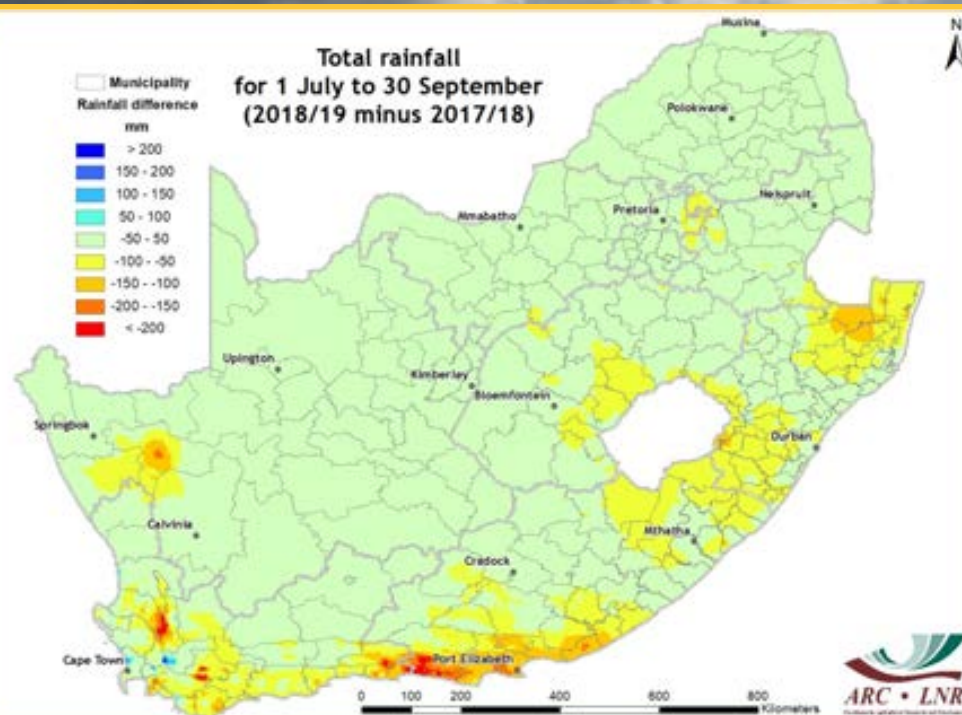 Total rainfall
for 1 July to 30 September
(2018/19 minus 2017/18)
N
Municipality
Rainfall difference
mm
> 200
150 - 200
100 - 150
50 - 100
-50 - 50
-100 - -50
-150 - -100
-200 - -150
< -200
Musina
Polokwane
Nelspruit
Pretoria
Mmabatho
Upington
Kimberley
Bloemfontein
Springbok
Durban
Calvinia
Mthatha
Cradock
Cape Town
Port Elizabeth
0 100 200 400 600 800
Kilometers
ARC • LNR